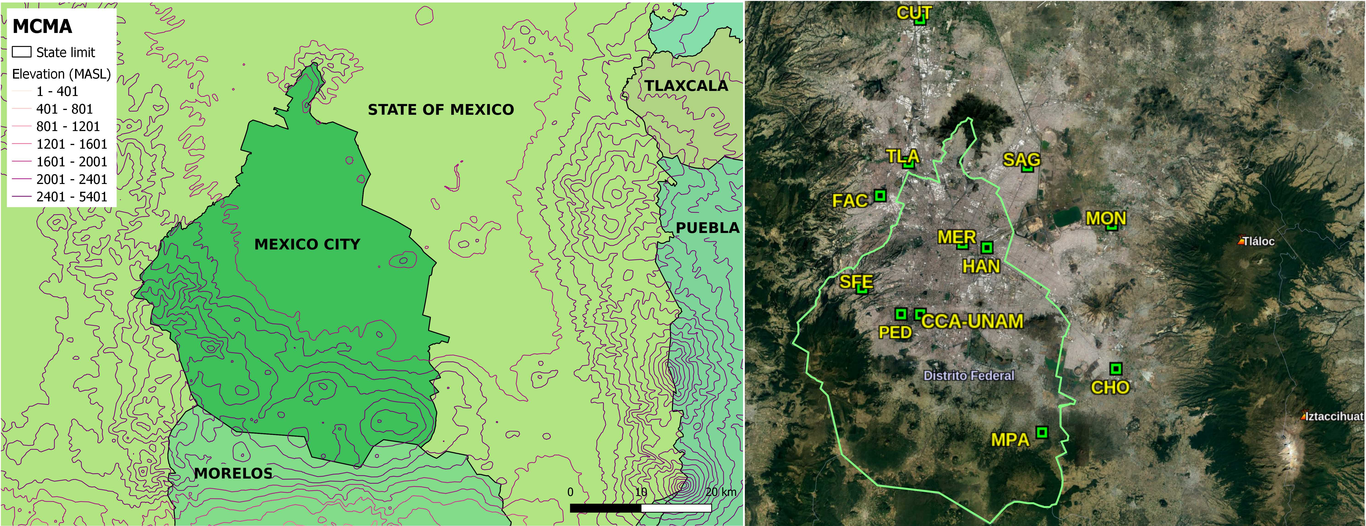 MCMA
State limit
Elevation (MASL)
1 - 401
401 - 801
801 - 1201
1201 - 1601
1601 - 2001
2001 - 2401
2401 - 5401
STATE OF MEXICO
TLAXCALA
PUEBLA
MEXICO CITY
MORELOS
0 10 20 km
CUT
TLA
SAG
FAC
MON
MER
HAN
Tláloc
SFE
PED
CCA-UNAM
Distrito Federal
CHO
MPA
Iztaccihuat